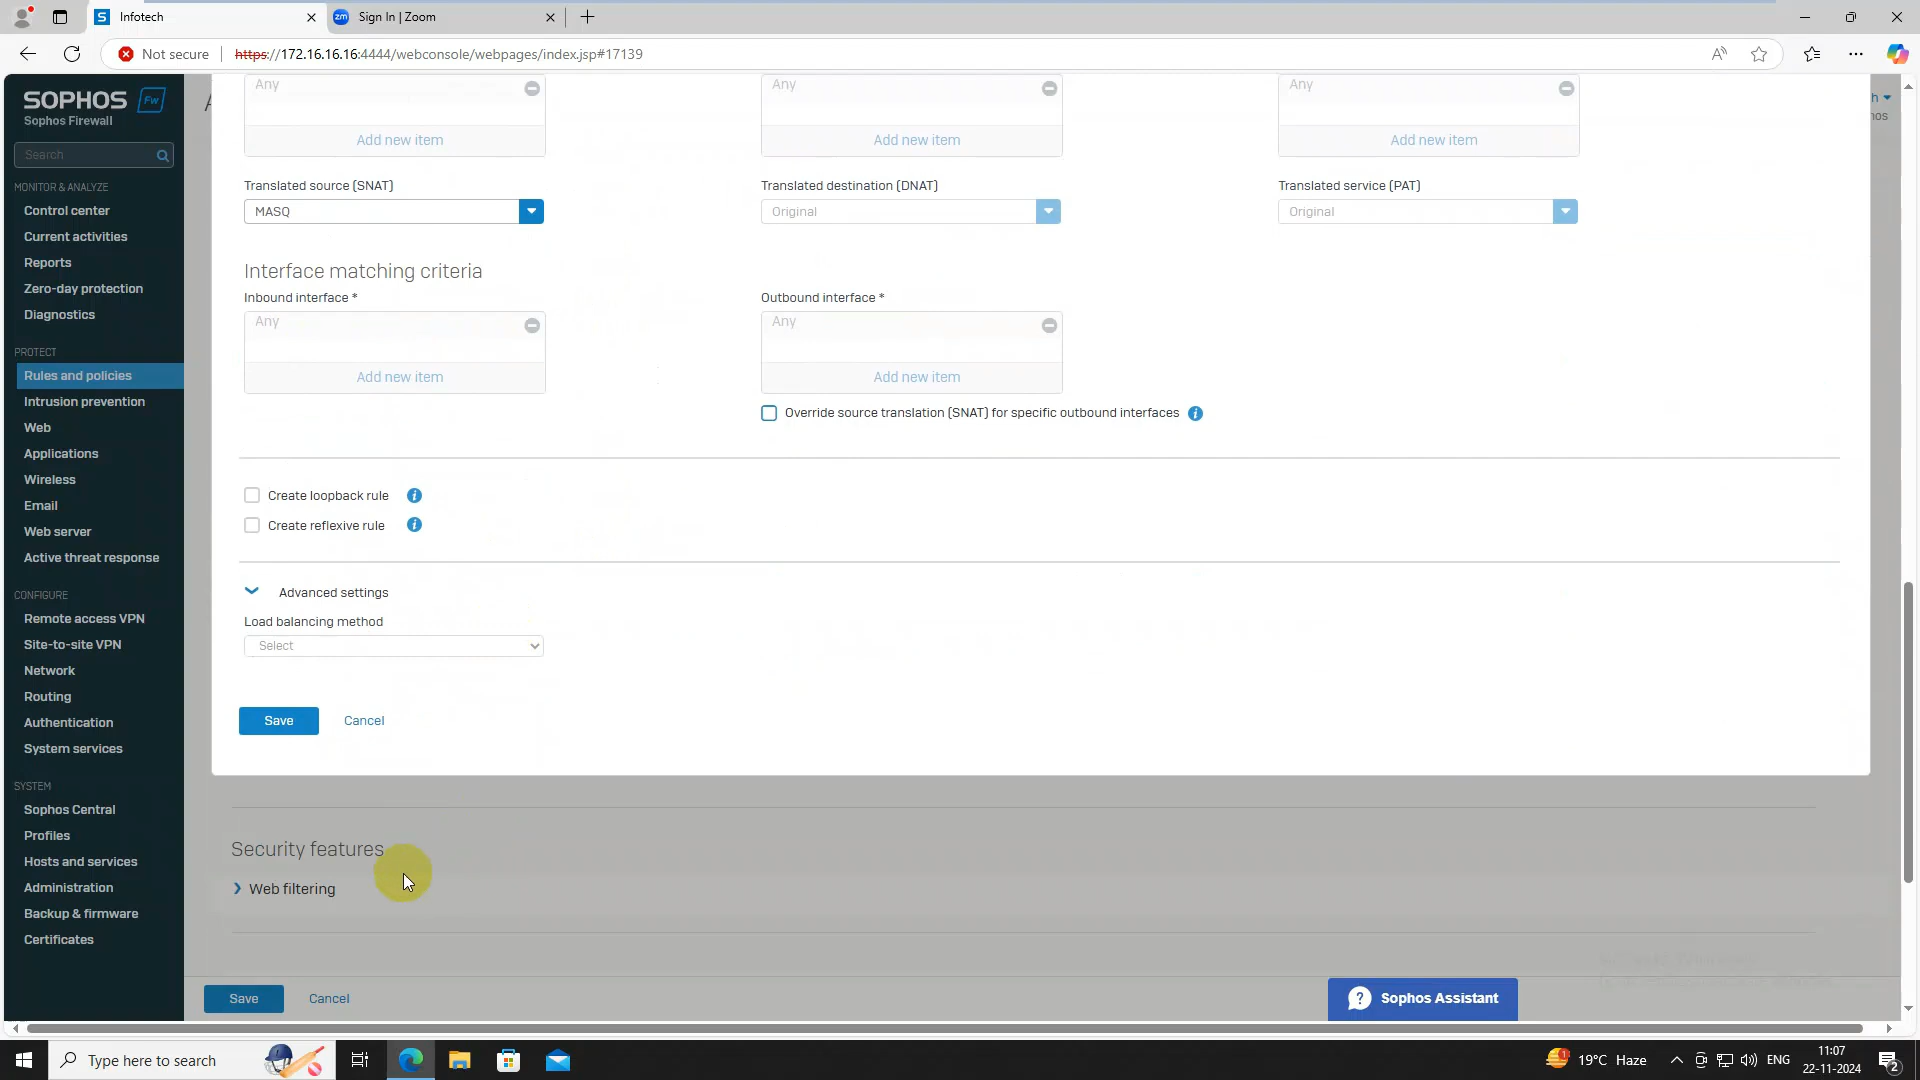 Infotech
Sign In | Zoom
Not secure
https://172.16.16.16:4444/webconsole/webpages/index.jsp#17139
SOPHOS Fw
Sophos Firewall
Search
MONITOR & ANALYZE
Control center
Current activities
Reports
Zero-day protection
Diagnostics
PROTECT
Rules and policies
Intrusion prevention
Web
Applications
Wireless
Email
Web server
Active threat response
CONFIGURE
Remote access VPN
Site-to-site VPN
Network
Routing
Authentication
System services
SYSTEM
Sophos Central
Profiles
Hosts and services
Administration
Backup & firmware
Certificates
Any
Any
Any
Add new item
Add new item
Add new item
Translated source (SNAT)
Translated destination (DNAT)
Translated service (PAT)
MASQ
Original
Original
Interface matching criteria
Inbound interface *
Outbound interface *
Any
Any
Add new item
Add new item
Override source translation (SNAT) for specific outbound interfaces
Create loopback rule
Create reflexive rule
Advanced settings
Load balancing method
Select
Save
Cancel
Security features
Web filtering
Save
Cancel
Sophos Assistant
Type here to search
19°C Haze
ENG
11:07
22-11-2024
2